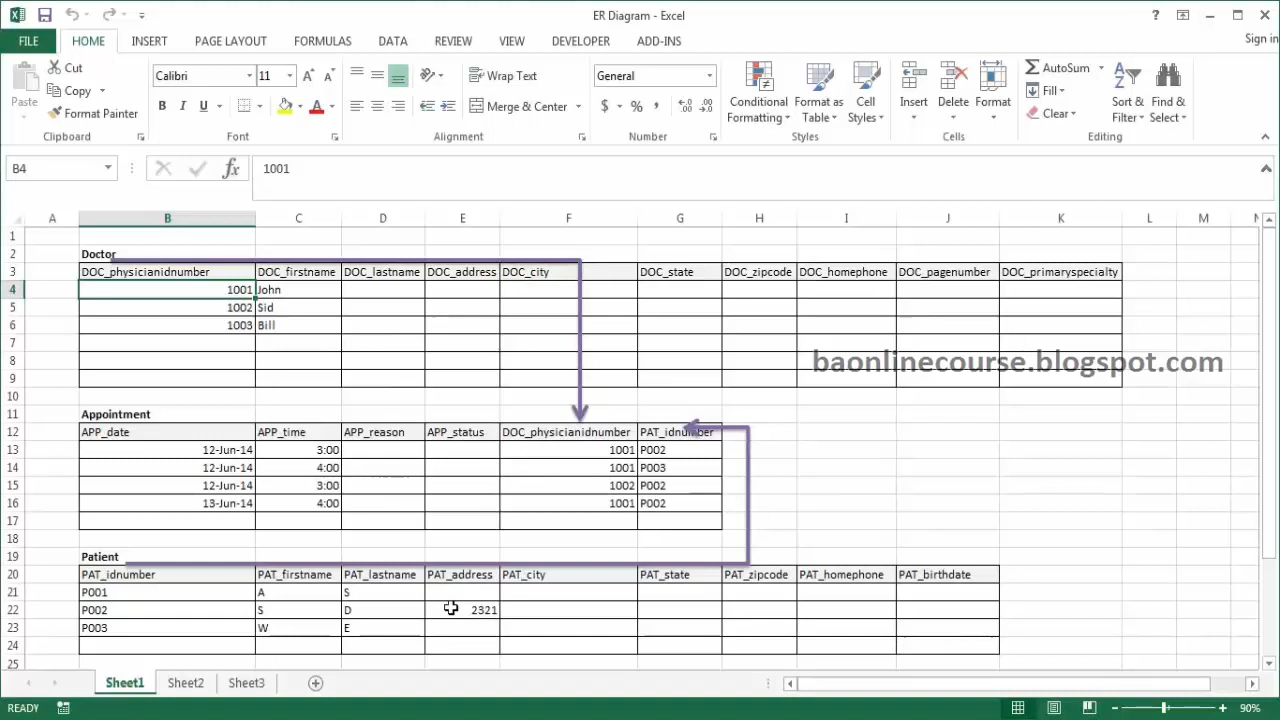 ER Diagram - Excel
?
Sign in
FILE HOME INSERT PAGE LAYOUT FORMULAS DATA REVIEW VIEW DEVELOPER ADD-INS
Cut
Copy
Format Painter
Paste
Clipboard
Calibri 11
B I U
Font
Wrap Text
Merge & Center
Alignment
General
$ % ,
Number
Conditional Formatting
Format as Table
Cell Styles
Styles
Insert Delete Format
Cells
AutoSum
Fill
Clear
Sort & Filter
Find & Select
Editing
B4 fx 1001
A B C D E F G H I J K L M N
1
2 Doctor
3 DOC_physicianidnumber DOC_firstname DOC_lastname DOC_address DOC_city DOC_state DOC_zipcode DOC_homephone DOC_pagenumber DOC_primaryspecialty
4 1001 John
5 1002 Sid
6 1003 Bill
7
8 baonlinecourse.blogspot.com
9
10
11 Appointment
12 APP_date APP_time APP_reason APP_status DOC_physicianidnumber PAT_idnumber
13 12-Jun-14 3:00 1001 P002
14 12-Jun-14 4:00 1001 P003
15 12-Jun-14 3:00 1002 P002
16 13-Jun-14 4:00 1001 P002
17
18
19 Patient
20 PAT_idnumber PAT_firstname PAT_lastname PAT_address PAT_city PAT_state PAT_zipcode PAT_homephone PAT_birthdate
21 P001 A S
22 P002 S D 2321
23 P003 W E
24
25
Sheet1 Sheet2 Sheet3
READY 90%